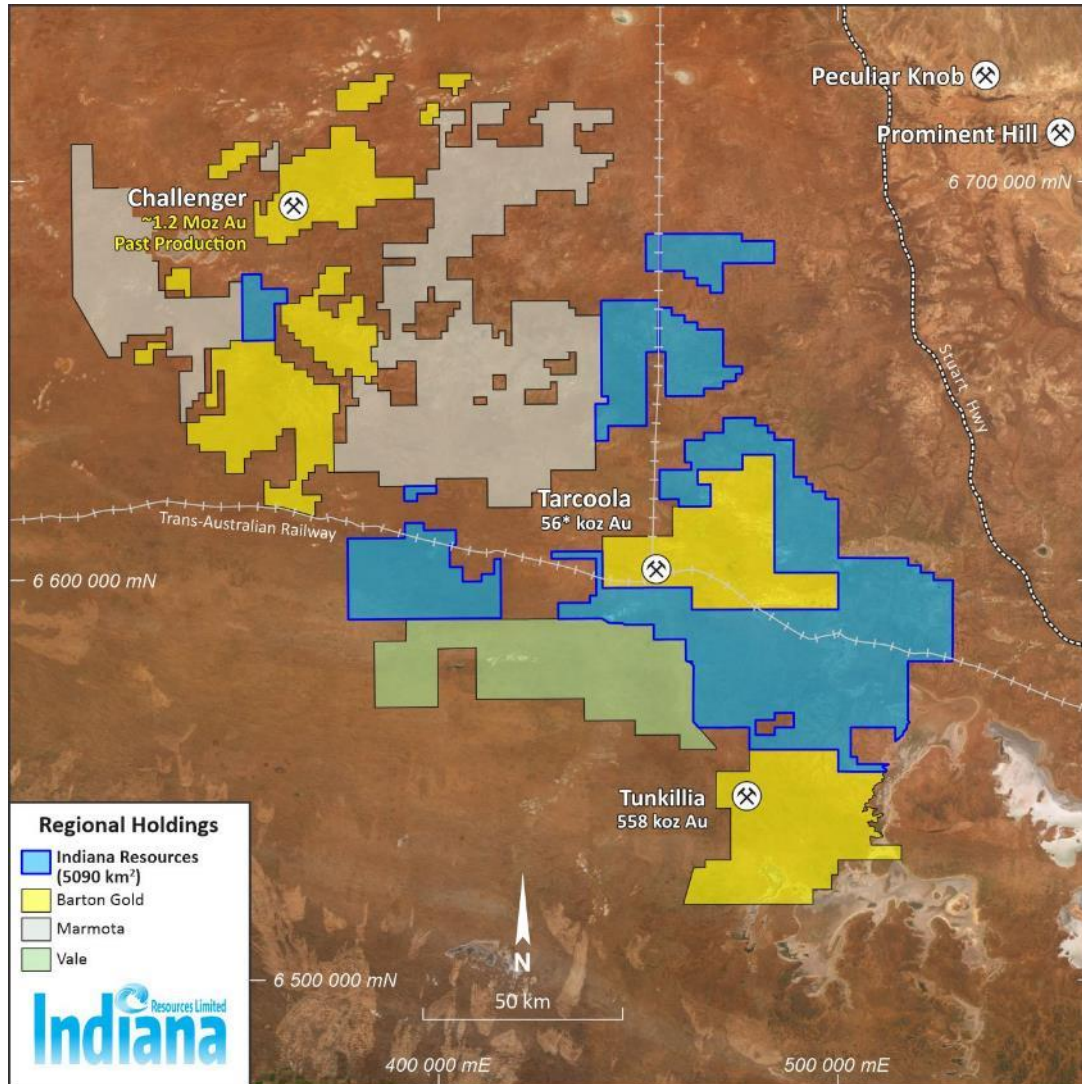 Peculiar Knob
Prominent Hill
6 700 000 mN
Challenger
~1.2 Moz Au
Past Production
Stuart Hwy
Tarcoola
56* koz Au
Trans-Australian Railway
6 600 000 mN
Tunkillia
558 koz Au
Regional Holdings
Indiana Resources
(5090 km²)
Barton Gold
Marmota
Vale
Indiana
Resources Limited
N
50 km
6 500 000 mN
400 000 mE
500 000 mE